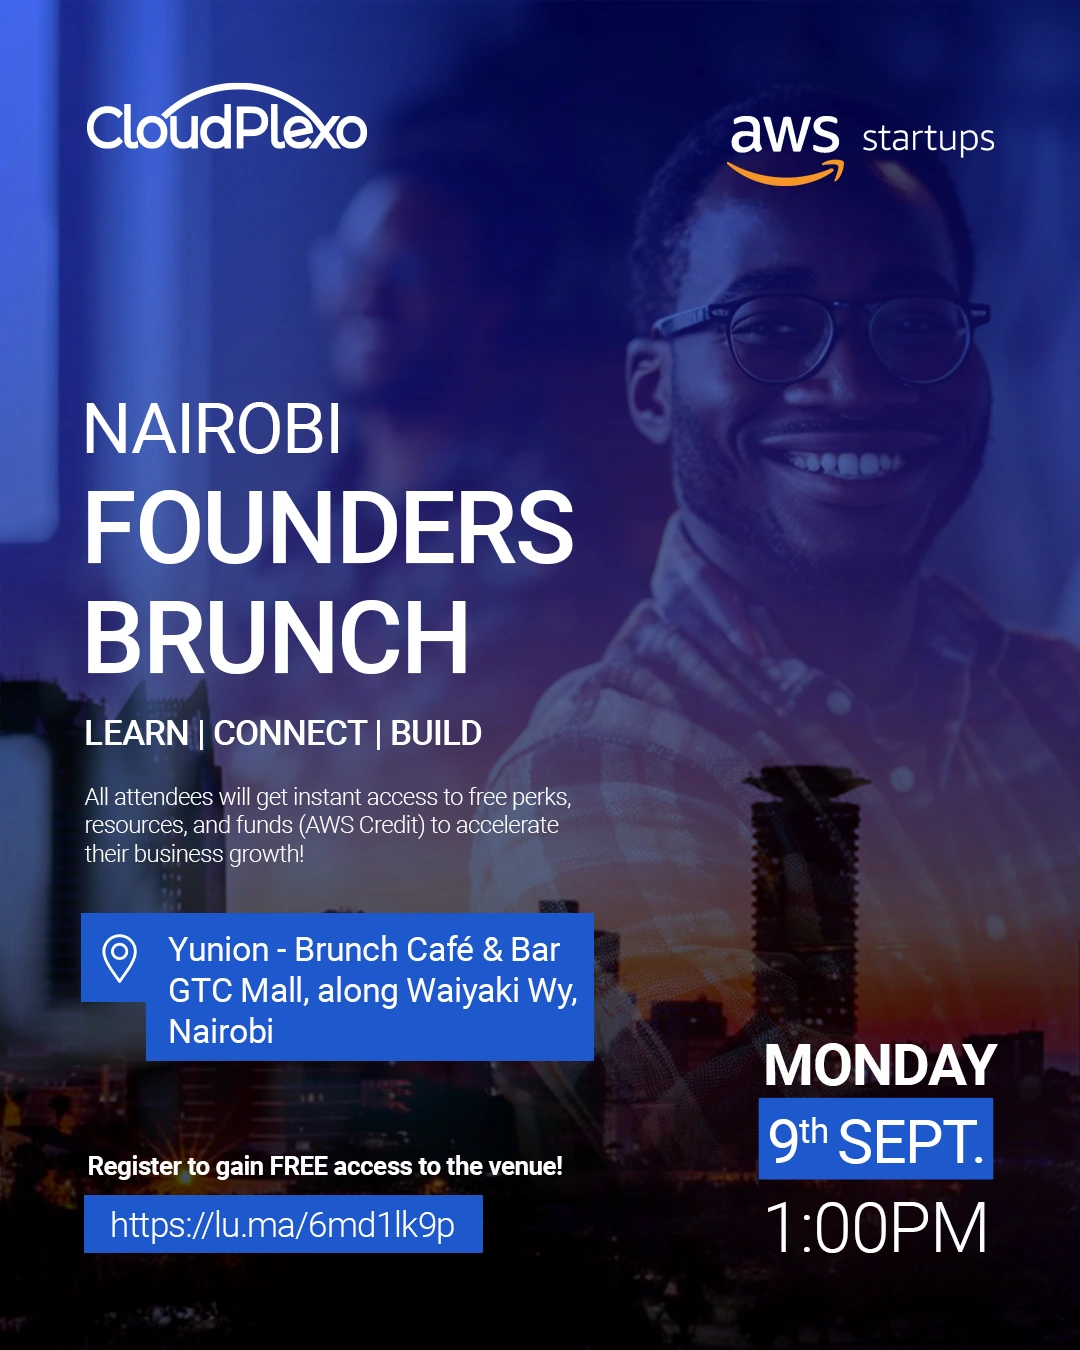 CloudPlexo
aws startups
NAIROBI
FOUNDERS
BRUNCH
LEARN | CONNECT | BUILD
All attendees will get instant access to free perks,
resources, and funds (AWS Credit) to accelerate
their business growth!
Yunion - Brunch Café & Bar
GTC Mall, along Waiyaki Wy,
Nairobi
Register to gain FREE access to the venue!
https://lu.ma/6md1lk9p
MONDAY
9th SEPT.
1:00PM